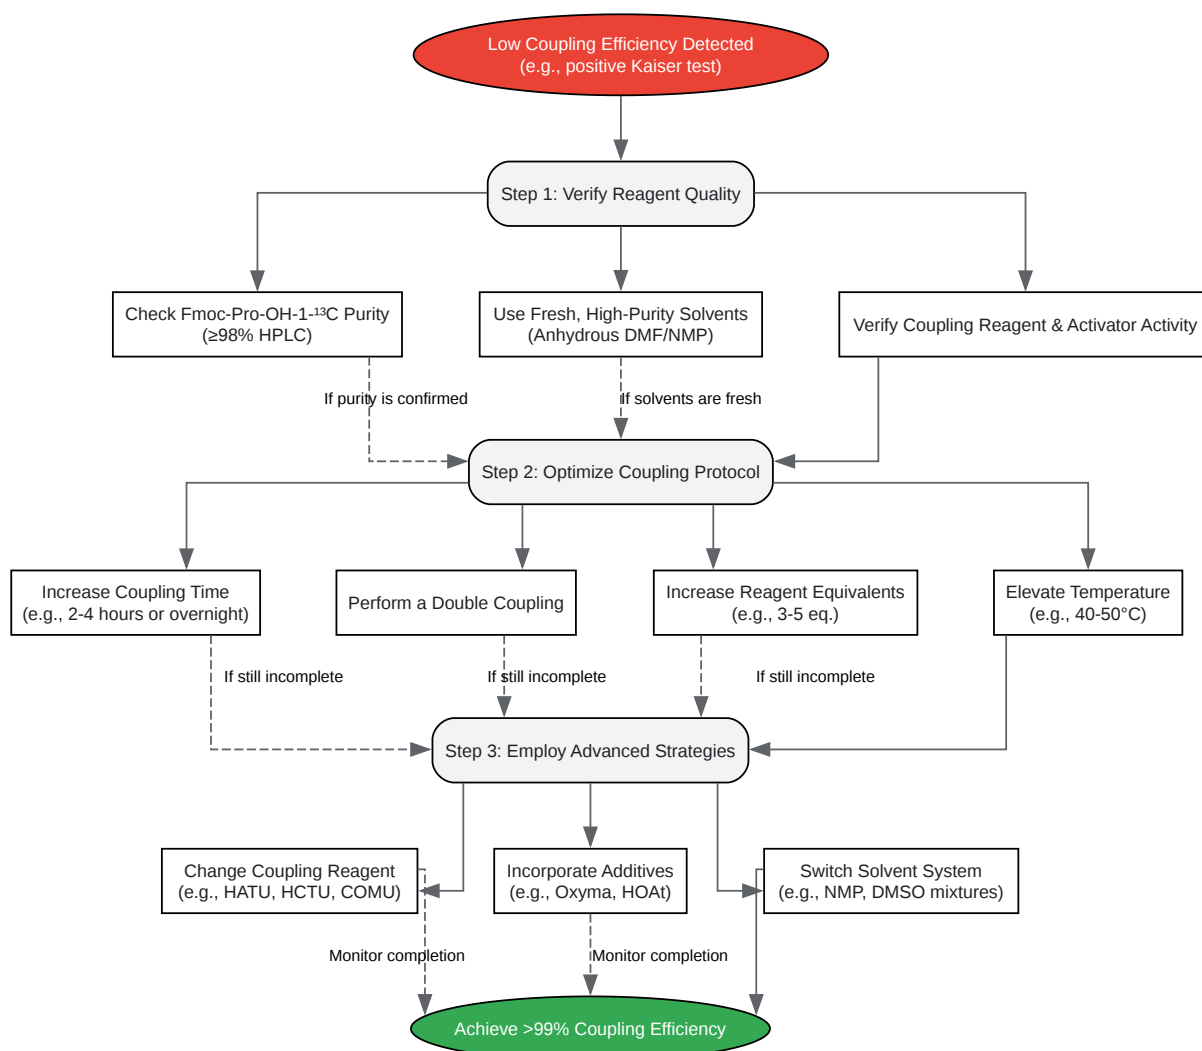 Low Coupling Efficiency Detected
(e.g., positive Kaiser test)
Step 1: Verify Reagent Quality
Check Fmoc-Pro-OH-1-¹³C Purity
(≥98% HPLC)
Use Fresh, High-Purity Solvents
(Anhydrous DMF/NMP)
Verify Coupling Reagent & Activator Activity
If purity is confirmed
If solvents are fresh
Step 2: Optimize Coupling Protocol
Increase Coupling Time
(e.g., 2-4 hours or overnight)
Perform a Double Coupling
Increase Reagent Equivalents
(e.g., 3-5 eq.)
Elevate Temperature
(e.g., 40-50°C)
If still incomplete
If still incomplete
If still incomplete
Step 3: Employ Advanced Strategies
Change Coupling Reagent
(e.g., HATU, HCTU, COMU)
Incorporate Additives
(e.g., Oxyma, HOAt)
Switch Solvent System
(e.g., NMP, DMSO mixtures)
Monitor completion
Monitor completion
Achieve >99% Coupling Efficiency